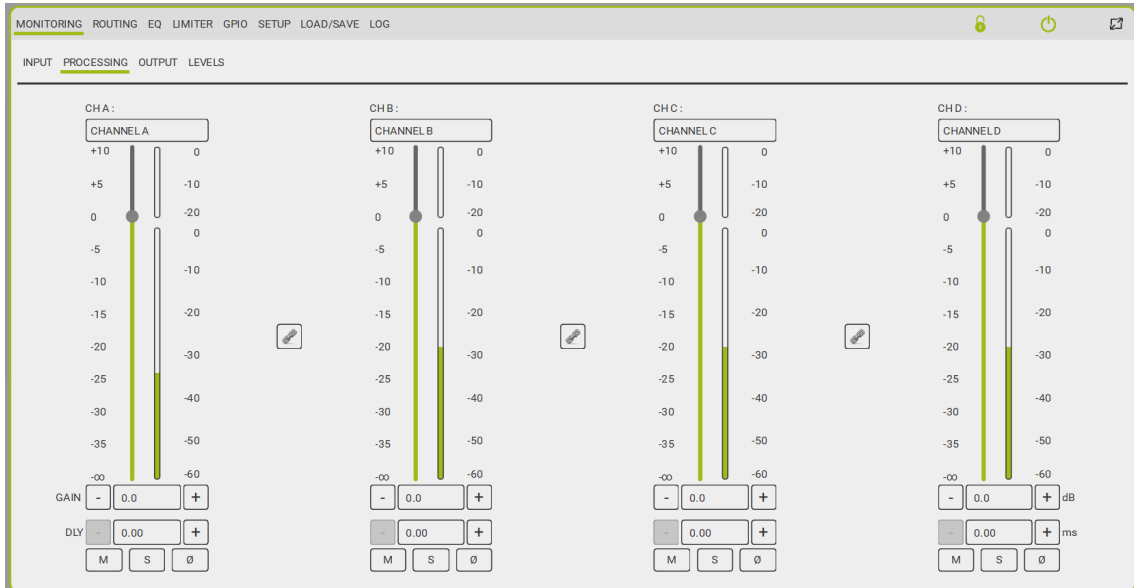 MONITORING ROUTING EQ LIMITER GPIO SETUP LOAD/SAVE LOG
INPUT PROCESSING OUTPUT LEVELS
CH A : CH B : CH C : CH D :
CHANNEL A CHANNEL B CHANNEL C CHANNEL D
+10 0 +10 0 +10 0 +10 0
+5 -10 +5 -10 +5 -10 +5 -10
0 -20 0 -20 0 -20 0 -20
0 0 0 0
-5 -5 -5 -5
-10 -10 -10 -10 -10 -10 -10 -10
-15 -20 -15 -20 -15 -20 -15 -20
-20 -30 -20 -30 -20 -30 -20 -30
-25 -40 -25 -40 -25 -40 -25 -40
-30 -30 -30 -30
-35 -50 -35 -50 -35 -50 -35 -50
-∞ -60 -∞ -60 -∞ -60 -∞ -60
GAIN - 0.0 + - 0.0 + - 0.0 + - 0.0 + dB
DLY - 0.00 + - 0.00 + - 0.00 + - 0.00 + ms
M S Ø M S Ø M S Ø M S Ø